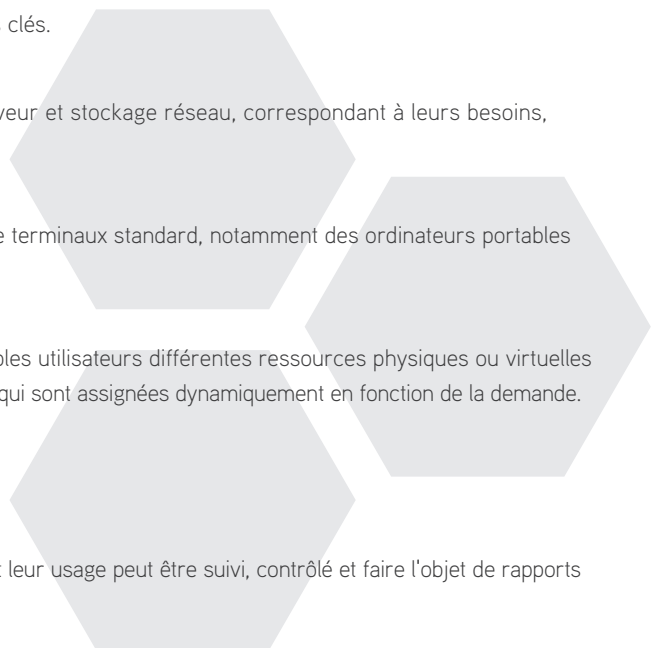 clés.
et stockage réseau, correspondant à leurs besoins,
terminaux standard, notamment des ordinateurs portables
utilisateurs différentes ressources physiques ou virtuelles
qui sont assignées dynamiquement en fonction de la demande.
leur usage peut être suivi, contrôlé et faire l'objet de rapports